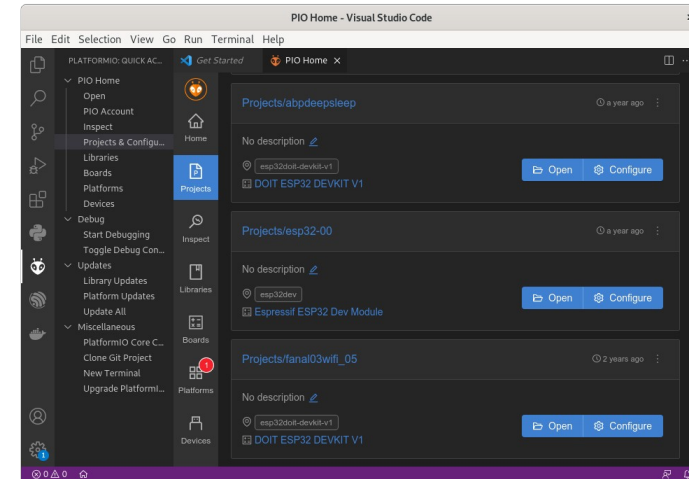 PIO Home - Visual Studio Code
File Edit Selection View Go Run Terminal Help
PLATFORMIO: QUICK AC...
Get Started
PIO Home
PIO Home
Open
PIO Account
Inspect
Projects & Configu...
Libraries
Boards
Platforms
Devices
Debug
Start Debugging
Toggle Debug Con...
Updates
Library Updates
Platform Updates
Update All
Miscellaneous
PlatformIO Core C...
Clone Git Project
New Terminal
Upgrade PlatformI...
Home
Projects
Inspect
Libraries
Boards
1
Platforms
Devices
Projects/abpdeepsleep
a year ago
No description
esp32doit-devkit-v1
DOIT ESP32 DEVKIT V1
Open Configure
Projects/esp32-00
a year ago
No description
esp32dev
Espressif ESP32 Dev Module
Open Configure
Projects/fanal03wifi_05
2 years ago
No description
esp32doit-devkit-v1
DOIT ESP32 DEVKIT V1
Open Configure
1
0 0